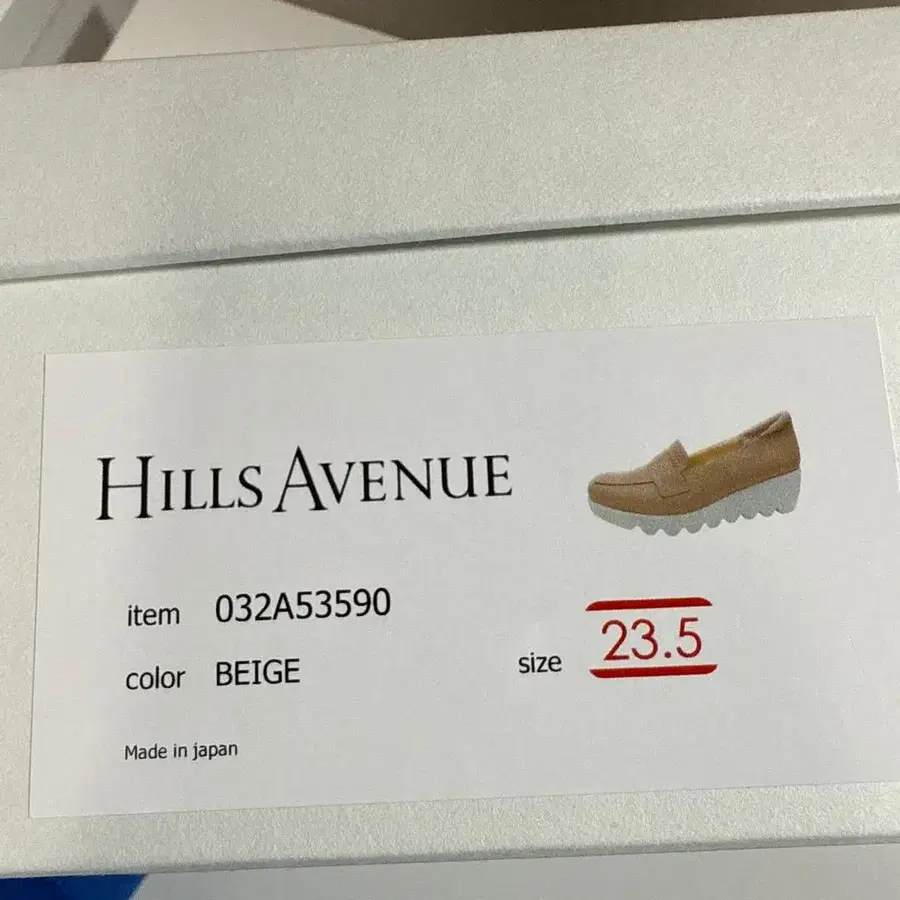 HILLS AVENUE
item 032A53590
color BEIGE
size 23.5
Made in japan